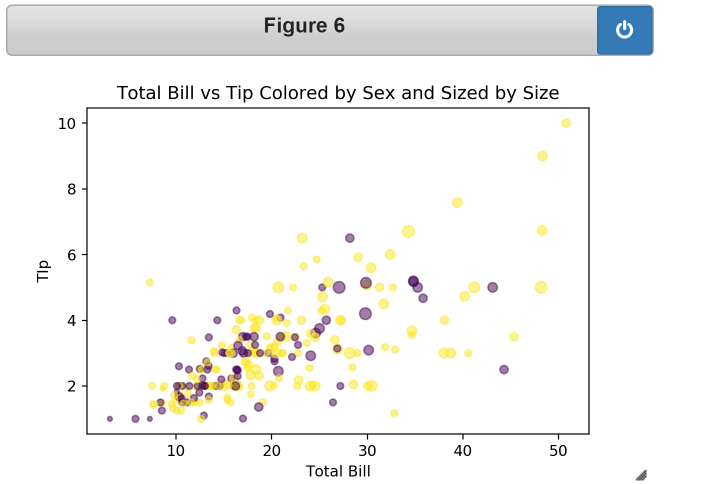 Figure 6
Total Bill vs Tip Colored by Sex and Sized by Size
10
8
6
4
2
TIp
10 20 30 40 50
Total Bill